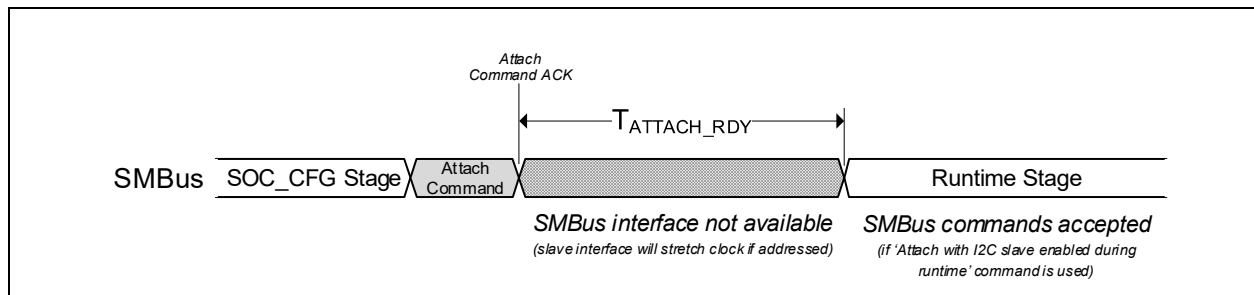 Attach
Command ACK
TATTACH_RDY
SMBus
SOC_CFG Stage
Attach
Command
Runtime Stage
SMBus interface not available
(slave interface will stretch clock if addressed)
SMBus commands accepted
(if ‘Attach with I2C slave enabled during
runtime’ command is used)